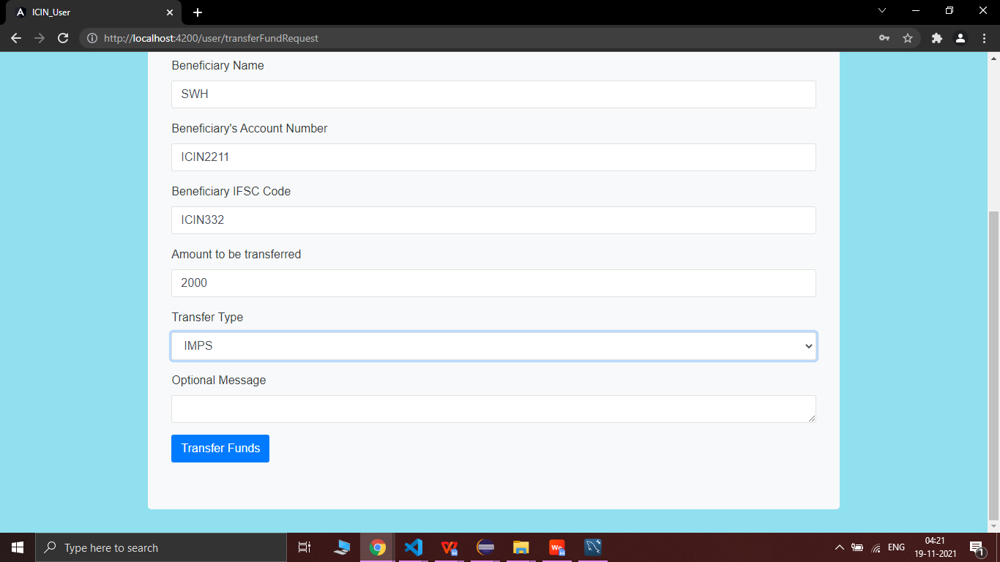 ICIN_User
http://localhost:4200/user/transferFundRequest
Beneficiary Name
SWH
Beneficiary's Account Number
ICIN2211
Beneficiary IFSC Code
ICIN332
Amount to be transferred
2000
Transfer Type
IMPS
Optional Message
Transfer Funds
Type here to search
W
We
ENG
04:21
19-11-2021
1